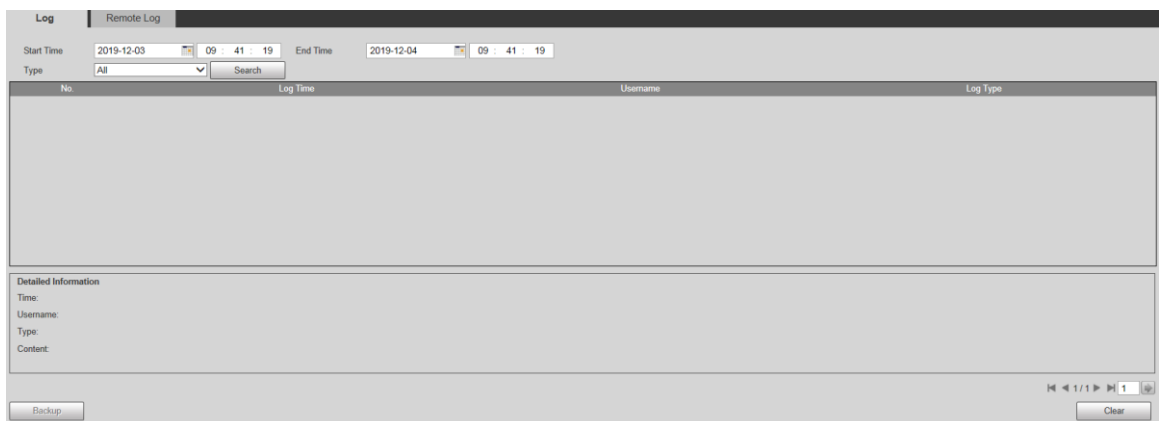 Log Remote Log
Start Time 2019-12-03 09 : 41 : 19 End Time 2019-12-04 09 : 41 : 19
Type All Search
No. Log Time Username Log Type
Detailed Information
Time:
Username:
Type:
Content:
1 / 1 1
Backup Clear